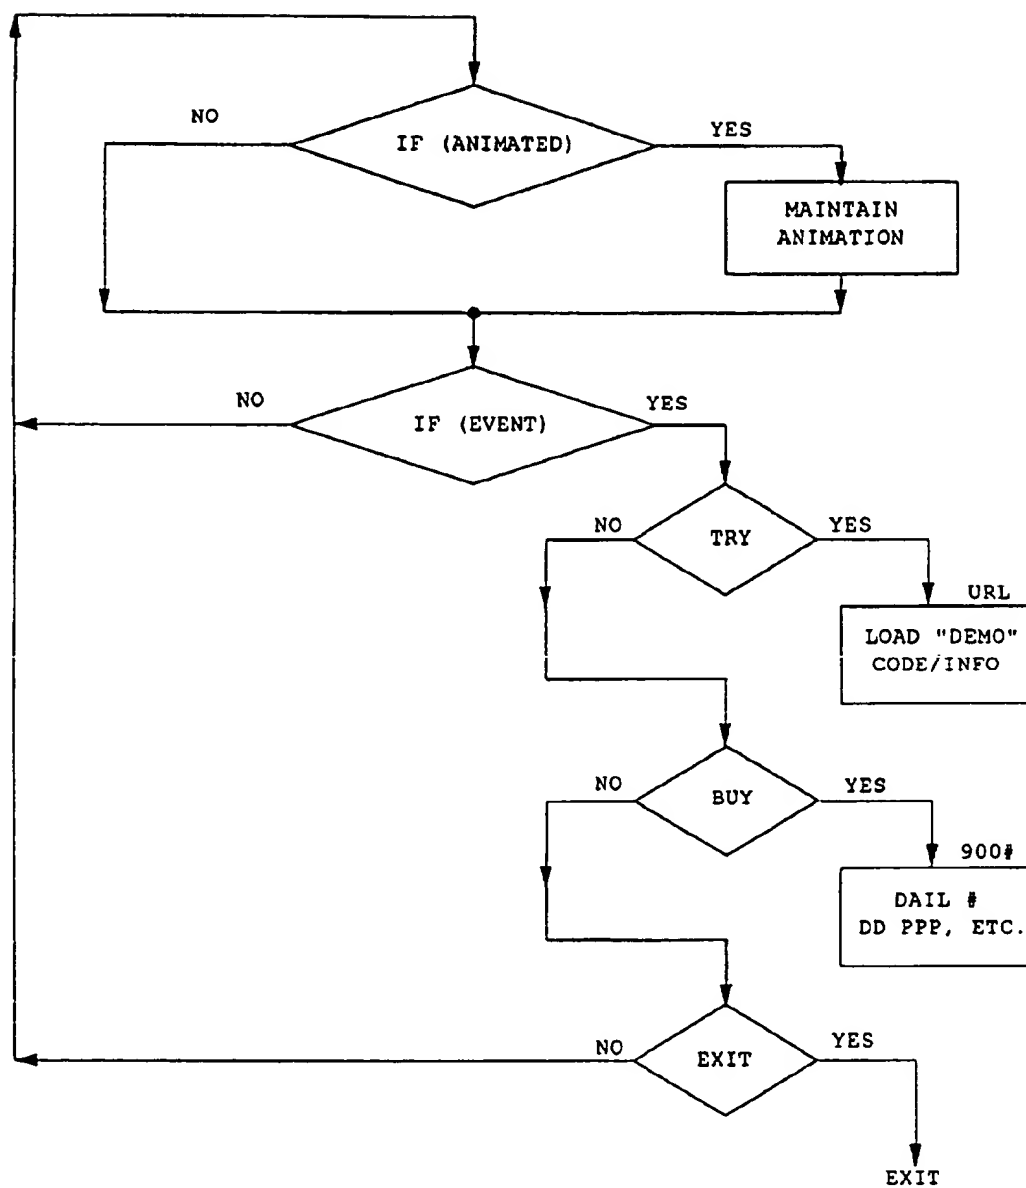 NO
IF (ANIMATED)
YES
MAINTAIN
ANIMATION
NO
IF (EVENT)
YES
NO
TRY
YES
URL
LOAD "DEMO"
CODE/INFO
NO
BUY
YES
900#
DAIL #
DD PPP, ETC.
NO
EXIT
YES
EXIT